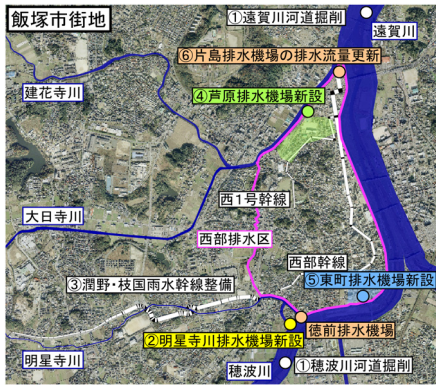 飯塚市街地
①遠賀川河道掘削
遠賀川
⑥片島排水機場の排水流量更新
建花寺川
④芦原排水機場新設
西1号幹線
大日寺川
西部排水区
西部幹線
③潤野・枝国雨水幹線整備
⑤東町排水機場新設
徳前排水機場
②明星寺川排水機場新設
明星寺川
穂波川
①穂波川河道掘削